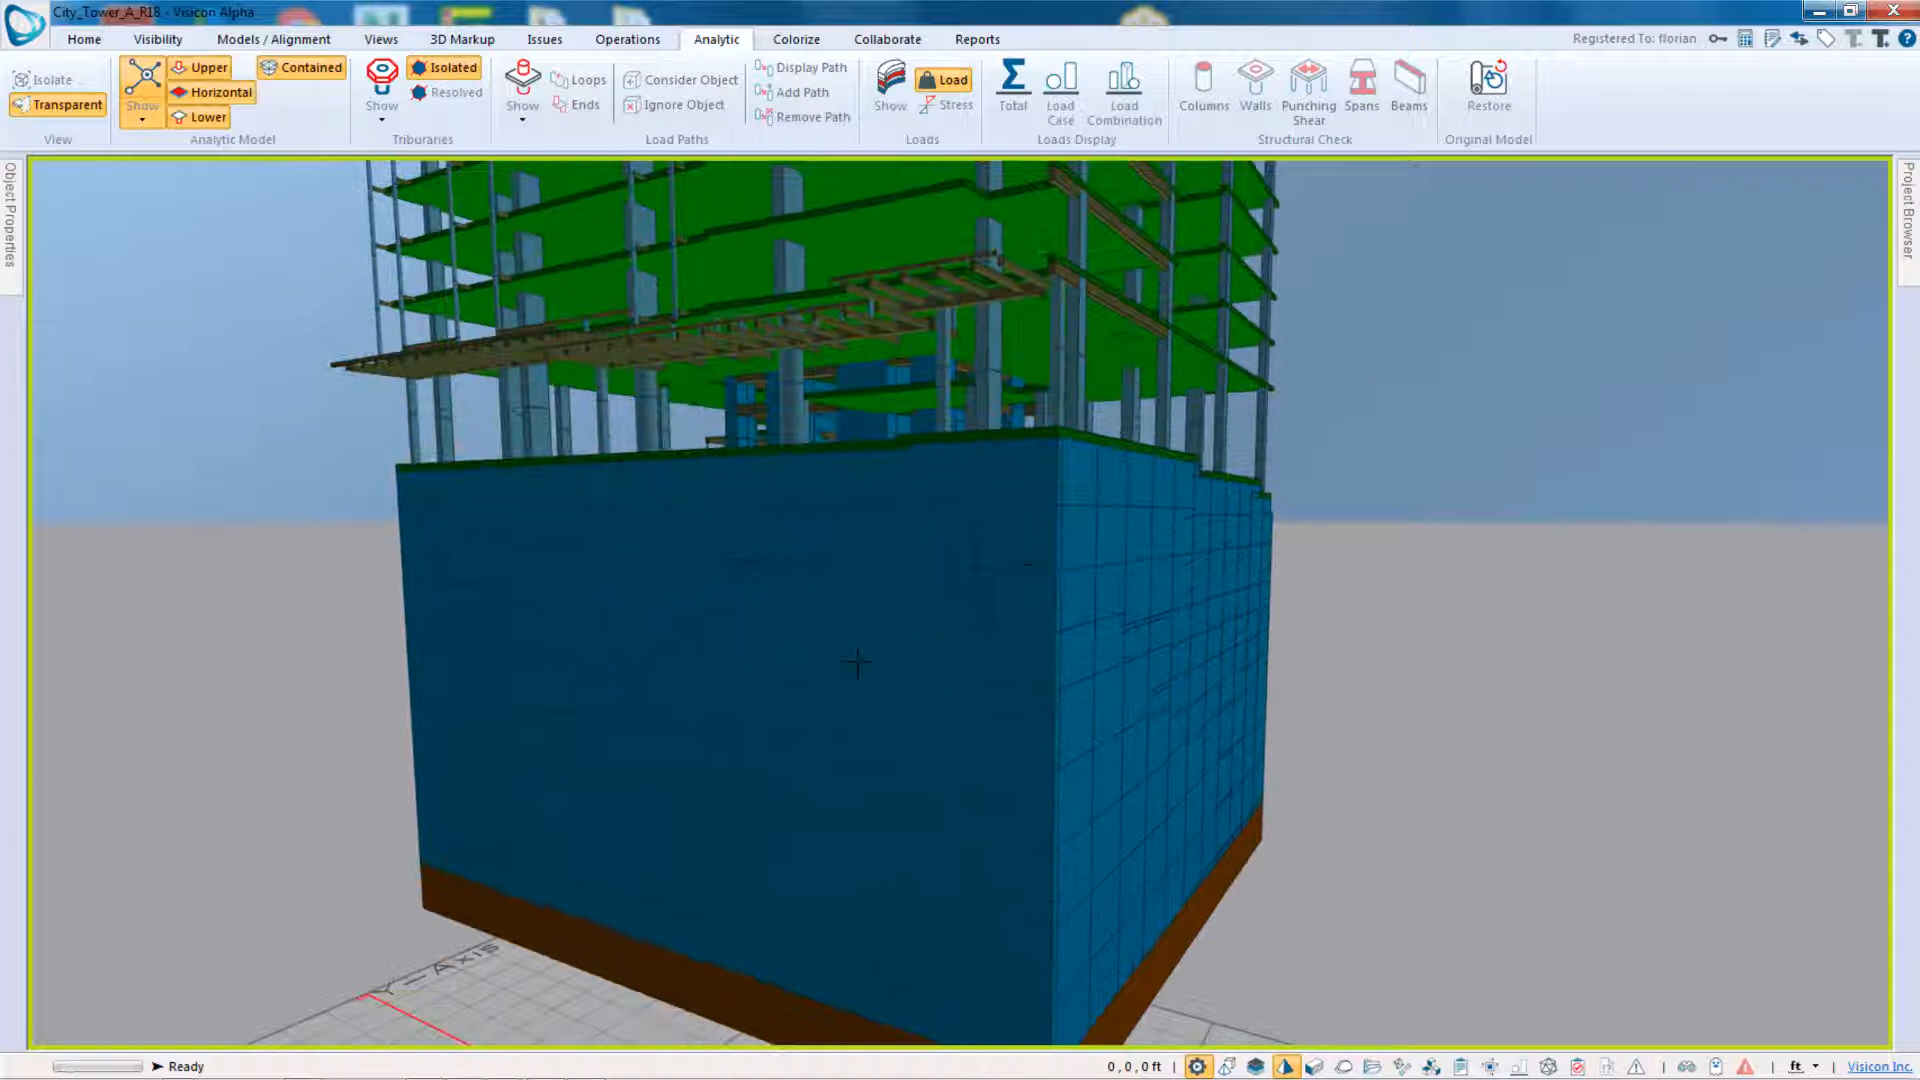 City_Tower_A_R18 - Visicon Alpha
Home Visibility Models / Alignment Views 3D Markup Issues Operations Analytic Colorize Collaborate Reports Registered To: florian
Isolate Upper Contained Show Isolated Show Loops Consider Object Display Path Show Load Total Load Case Load Combination Columns Walls Punching Shear Spans Beams Restore
Transparent Show Horizontal Resolved Ends Ignore Object Add Path Stress
Lower Remove Path
View Analytic Model Tributaries Load Paths Loads Loads Display Structural Check Original Model
Object Properties
Project Browser
Y-Axis
Ready 0, 0, 0 ft ft Visicon Inc.